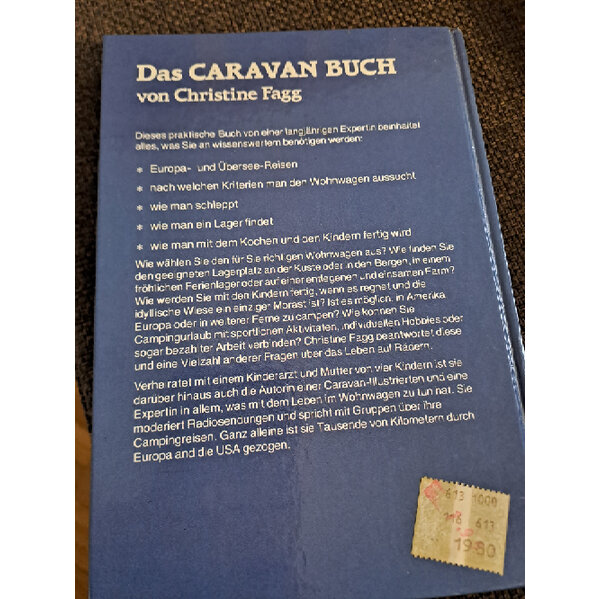 Das CARAVAN BUCH
von Christine Fagg
Dieses praktische Buch von einer langjährigen Expertin beinhaltet
alles, was Sie an wissenswertem benötigen werden:
* Europa- und Übersee-Reisen
* nach welchen Kriterien man den Wohnwagen aussucht
* wie man schleppt
* wie man ein Lager findet
* wie man mit dem Kochen und den Kindern fertig wird
Wie wählen Sie den für Sie richtigen Wohnwagen aus? Wie finden Sie
den geeigneten Lagerplatz an der Küste oder in den Bergen, in einem
fröhlichen Ferienlager oder auf einer entlegenen und einsamen Farm?
Wie werden Sie mit den Kindern fertig, wenn es regnet und die
idyllische Wiese ein einziger Morast ist? Ist es möglich, in Amerika
Europa oder in weiterer Ferne zu campen? Wie können Sie
Campingurlaub mit sportlichen Aktivitäten, individuellen Hobbies oder
sogar bezahlter Arbeit verbinden? Christine Fagg beantwortet diese
und eine Vielzahl anderer Fragen über das Leben auf Rädern.
Verheiratet mit einem Kinderarzt und Mutter von vier Kindern ist sie
darüber hinaus auch die Autorin einer Caravan-Illustrierten und eine
Expertin in allem, was mit dem Leben im Wohnwagen zu tun hat. Sie
moderiert Radiosendungen und spricht mit Gruppen über ihre
Campingreisen. Ganz alleine ist sie Tausende von Kilometern durch
Europa and die USA gezogen.
613 1000
118 611
19.80